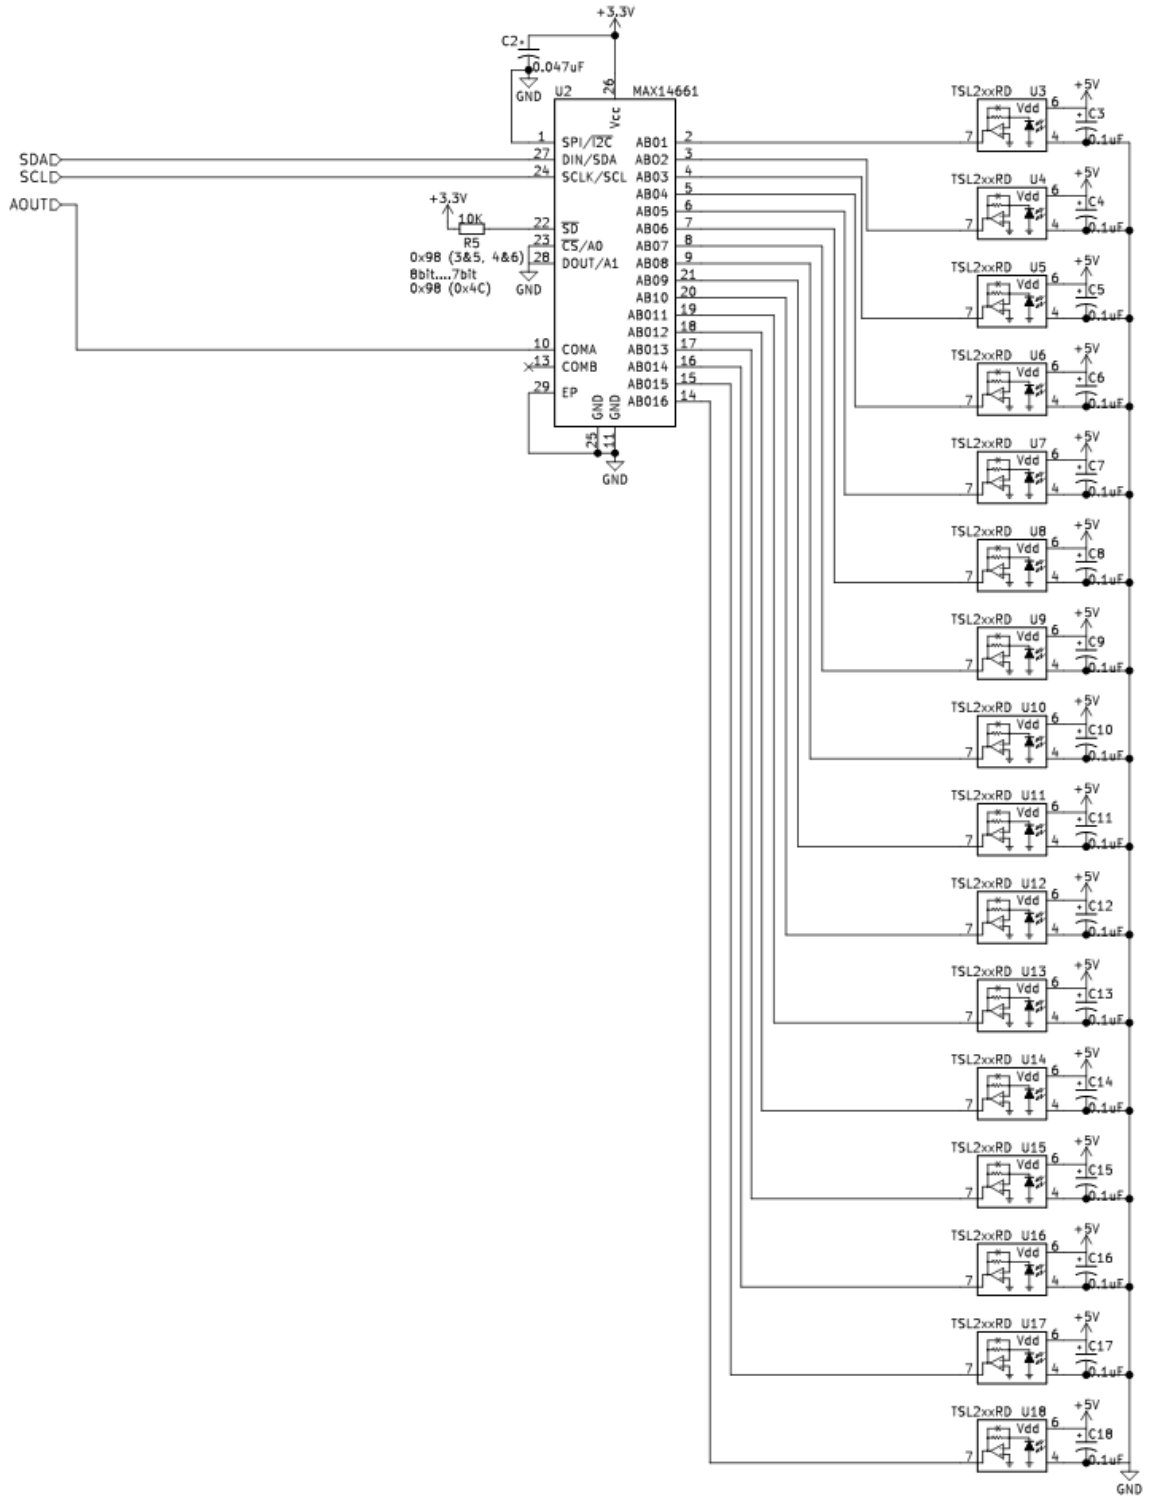 +3.3V
C2
0.047uF
GND
U2
MAX14661
26
Vcc
1 SPI/I2C
27 DIN/SDA
24 SCLK/SCL
SDA
SCL
AOUT
+3.3V
10K
R5
22 SD
23 CS/A0
28 DOUT/A1
0x98 (3&5, 4&6)
8bit....7bit
0x98 (0x4C)
GND
10 COMA
13 COMB
29 EP
GND GND
25 11
GND
AB01 2
AB02 3
AB03 4
AB04 5
AB05 6
AB06 7
AB07 8
AB08 9
AB09 21
AB10 20
AB011 19
AB012 18
AB013 17
AB014 16
AB015 15
AB016 14
TSL2xxRD U3
+5V
Vdd 6
C3
7 4 0.1uF
TSL2xxRD U4
+5V
Vdd 6
C4
7 4 0.1uF
TSL2xxRD U5
+5V
Vdd 6
C5
7 4 0.1uF
TSL2xxRD U6
+5V
Vdd 6
C6
7 4 0.1uF
TSL2xxRD U7
+5V
Vdd 6
C7
7 4 0.1uF
TSL2xxRD U8
+5V
Vdd 6
C8
7 4 0.1uF
TSL2xxRD U9
+5V
Vdd 6
C9
7 4 0.1uF
TSL2xxRD U10
+5V
Vdd 6
C10
7 4 0.1uF
TSL2xxRD U11
+5V
Vdd 6
C11
7 4 0.1uF
TSL2xxRD U12
+5V
Vdd 6
C12
7 4 0.1uF
TSL2xxRD U13
+5V
Vdd 6
C13
7 4 0.1uF
TSL2xxRD U14
+5V
Vdd 6
C14
7 4 0.1uF
TSL2xxRD U15
+5V
Vdd 6
C15
7 4 0.1uF
TSL2xxRD U16
+5V
Vdd 6
C16
7 4 0.1uF
TSL2xxRD U17
+5V
Vdd 6
C17
7 4 0.1uF
TSL2xxRD U18
+5V
Vdd 6
C18
7 4 0.1uF
GND